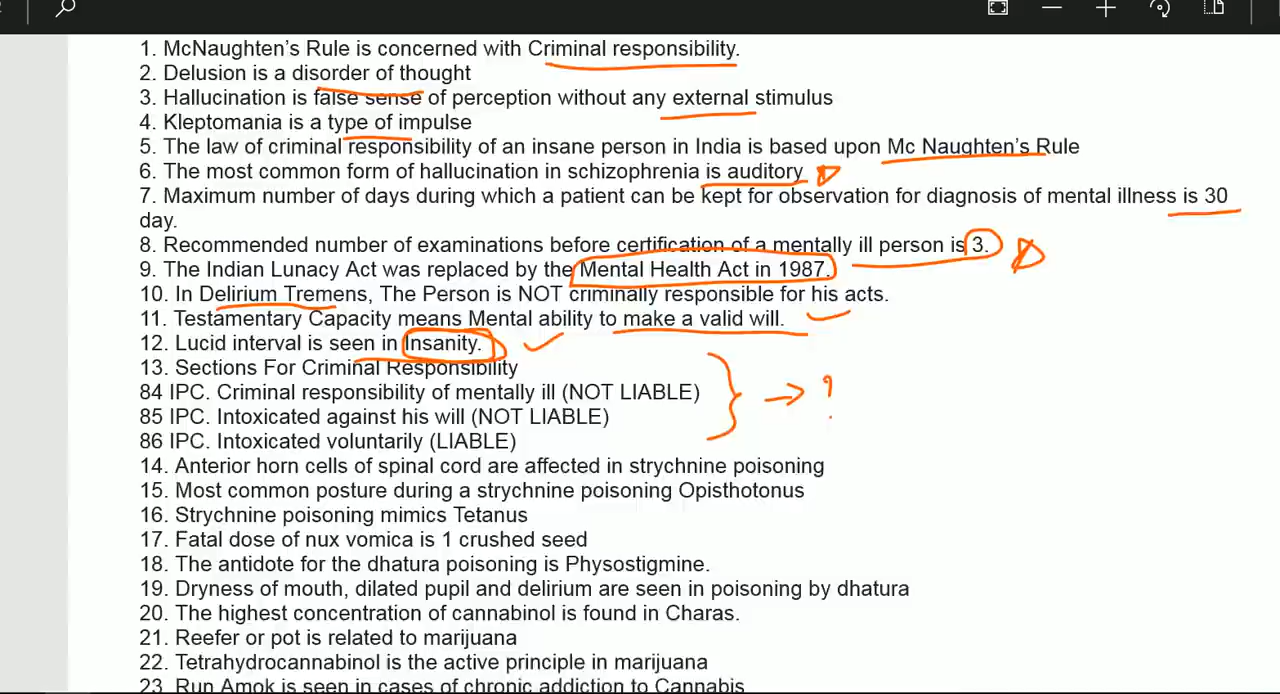 1. McNaughten's Rule is concerned with Criminal responsibility.
2. Delusion is a disorder of thought
3. Hallucination is false sense of perception without any external stimulus
4. Kleptomania is a type of impulse
5. The law of criminal responsibility of an insane person in India is based upon Mc Naughten's Rule
6. The most common form of hallucination in schizophrenia is auditory
7. Maximum number of days during which a patient can be kept for observation for diagnosis of mental illness is 30
day.
8. Recommended number of examinations before certification of a mentally ill person is 3.
9. The Indian Lunacy Act was replaced by the Mental Health Act in 1987.
10. In Delirium Tremens, The Person is NOT criminally responsible for his acts.
11. Testamentary Capacity means Mental ability to make a valid will.
12. Lucid interval is seen in Insanity.
13. Sections For Criminal Responsibility
84 IPC. Criminal responsibility of mentally ill (NOT LIABLE)
85 IPC. Intoxicated against his will (NOT LIABLE)
86 IPC. Intoxicated voluntarily (LIABLE)
14. Anterior horn cells of spinal cord are affected in strychnine poisoning
15. Most common posture during a strychnine poisoning Opisthotonus
16. Strychnine poisoning mimics Tetanus
17. Fatal dose of nux vomica is 1 crushed seed
18. The antidote for the dhatura poisoning is Physostigmine.
19. Dryness of mouth, dilated pupil and delirium are seen in poisoning by dhatura
20. The highest concentration of cannabinol is found in Charas.
21. Reefer or pot is related to marijuana
22. Tetrahydrocannabinol is the active principle in marijuana
23. Run Amok is seen in cases of chronic addiction to Cannabis